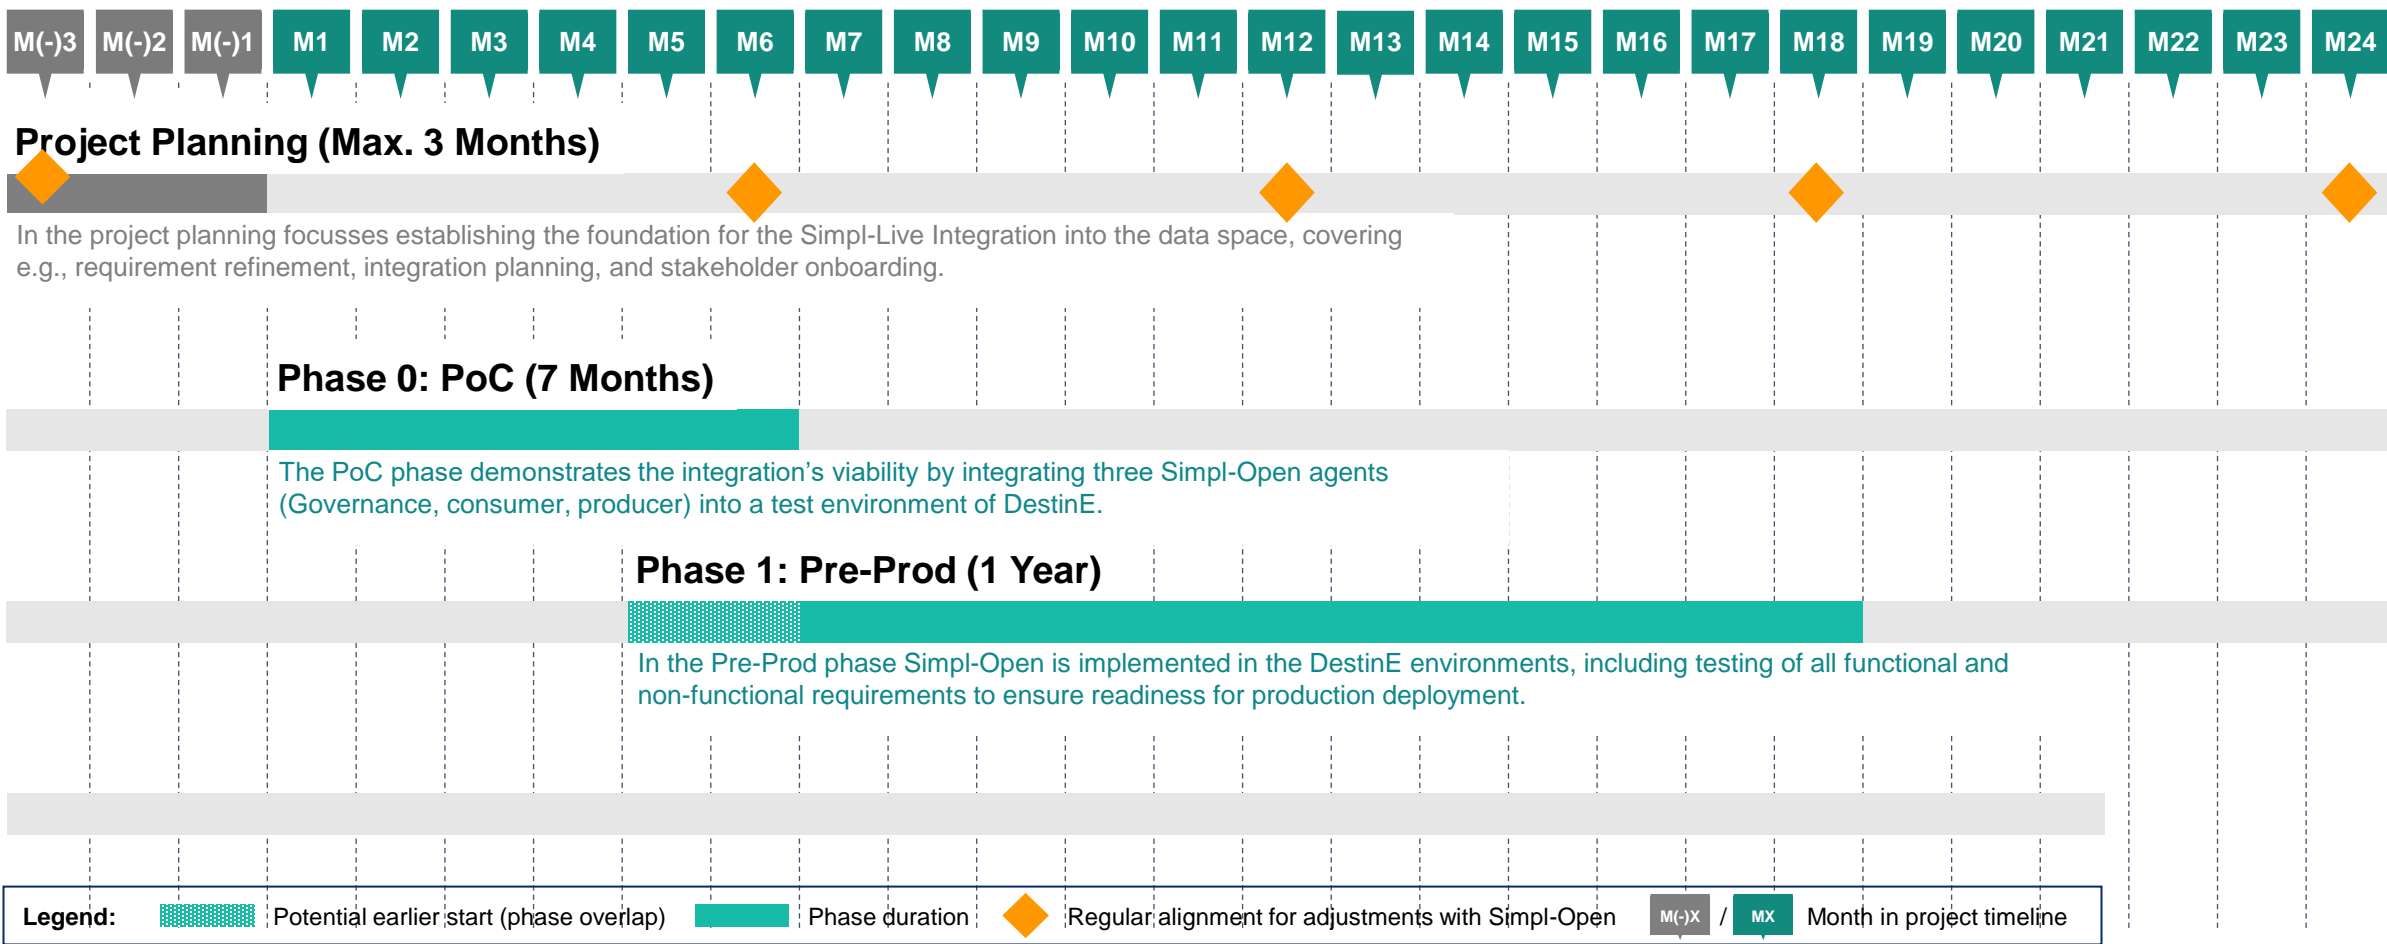 M(-)3 M(-)2 M(-)1 M1 M2 M3 M4 M5 M6 M7 M8 M9 M10 M11 M12 M13 M14 M15 M16 M17 M18 M19 M20 M21 M22 M23 M24
Project Planning (Max. 3 Months)
In the project planning focusses establishing the foundation for the Simpl-Live Integration into the data space, covering
e.g., requirement refinement, integration planning, and stakeholder onboarding.
Phase 0: PoC (7 Months)
The PoC phase demonstrates the integration’s viability by integrating three Simpl-Open agents
(Governance, consumer, producer) into a test environment of DestinE.
Phase 1: Pre-Prod (1 Year)
In the Pre-Prod phase Simpl-Open is implemented in the DestinE environments, including testing of all functional and
non-functional requirements to ensure readiness for production deployment.
Legend: Potential earlier start (phase overlap) Phase duration Regular alignment for adjustments with Simpl-Open M(-)X / MX Month in project timeline